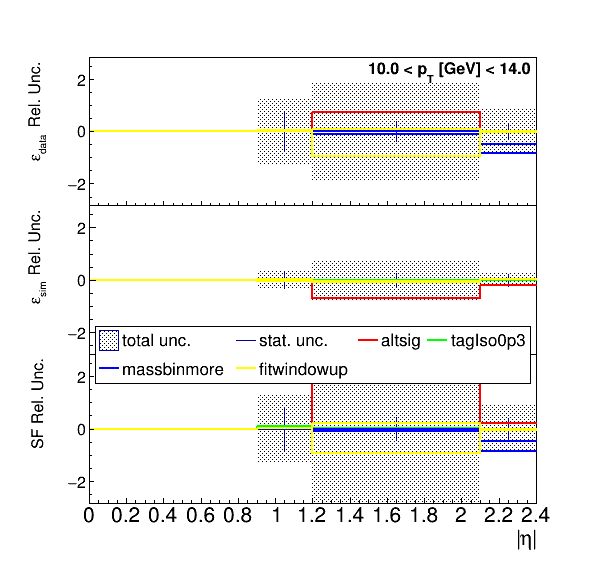 10.0 < p_T [GeV] < 14.0
ε_data Rel. Unc.
2
0
−2
ε_sim Rel. Unc.
2
0
−2
total unc. stat. unc. altsig tagIso0p3
massbinmore fitwindowup
SF Rel. Unc.
2
0
−2
0 0.2 0.4 0.6 0.8 1 1.2 1.4 1.6 1.8 2 2.2 2.4
|η|